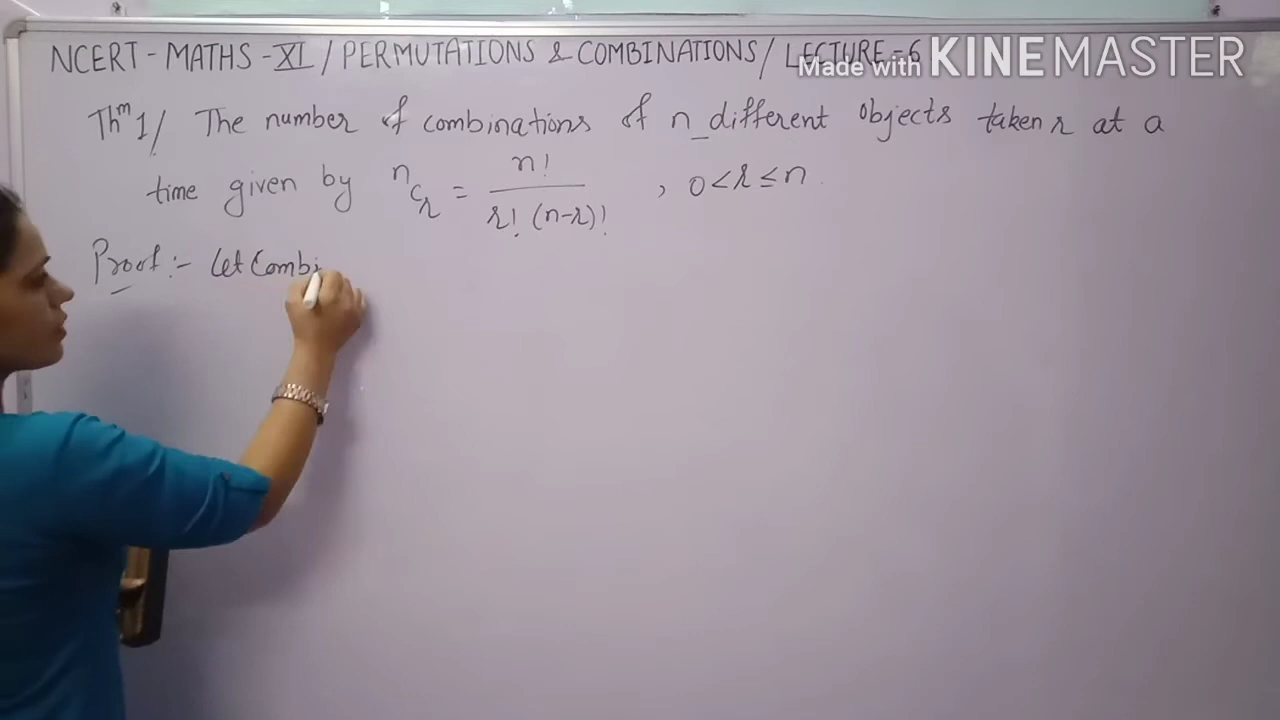 NCERT - MATHS - XI / PERMUTATIONS & COMBINATIONS / LECTURE = 6
Made with KINEMASTER
Thᵐ 1/ The number of combinations of n different objects taken r at a
time given by ⁿCᵣ = n! / r! (n-r)! , 0 < r ≤ n
Proof :- Let Combi